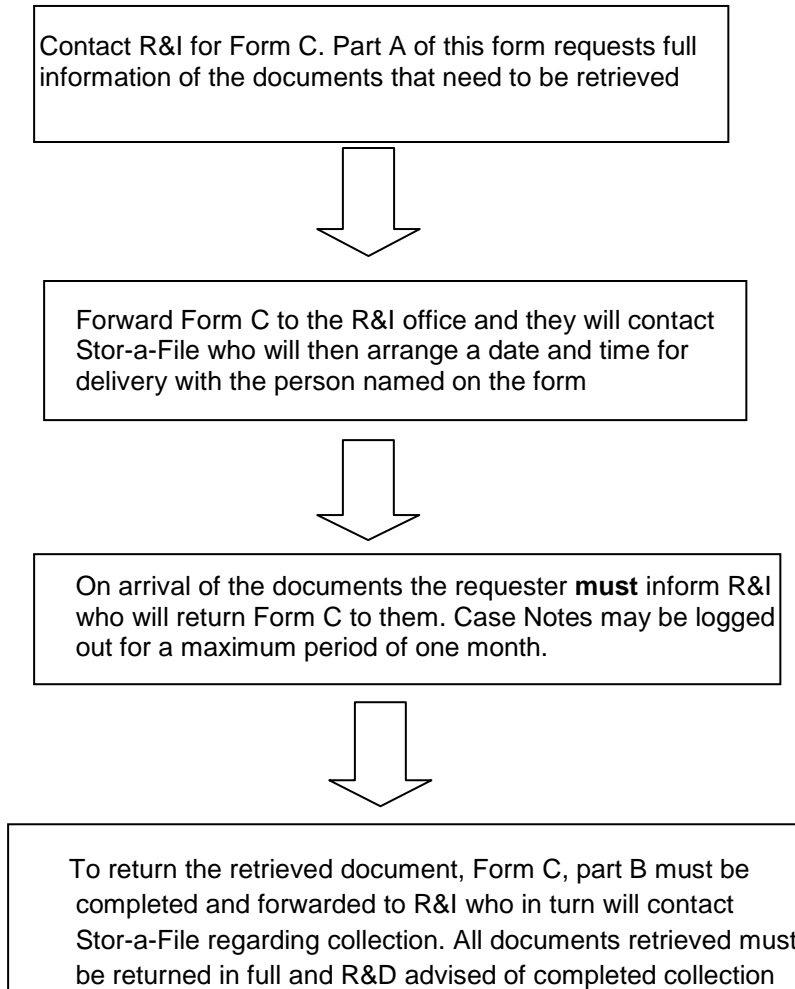 Contact R&I for Form C. Part A of this form requests full
information of the documents that need to be retrieved
Forward Form C to the R&I office and they will contact
Stor-a-File who will then arrange a date and time for
delivery with the person named on the form
On arrival of the documents the requester must inform R&I
who will return Form C to them. Case Notes may be logged
out for a maximum period of one month.
To return the retrieved document, Form C, part B must be
completed and forwarded to R&I who in turn will contact
Stor-a-File regarding collection. All documents retrieved must
be returned in full and R&D advised of completed collection